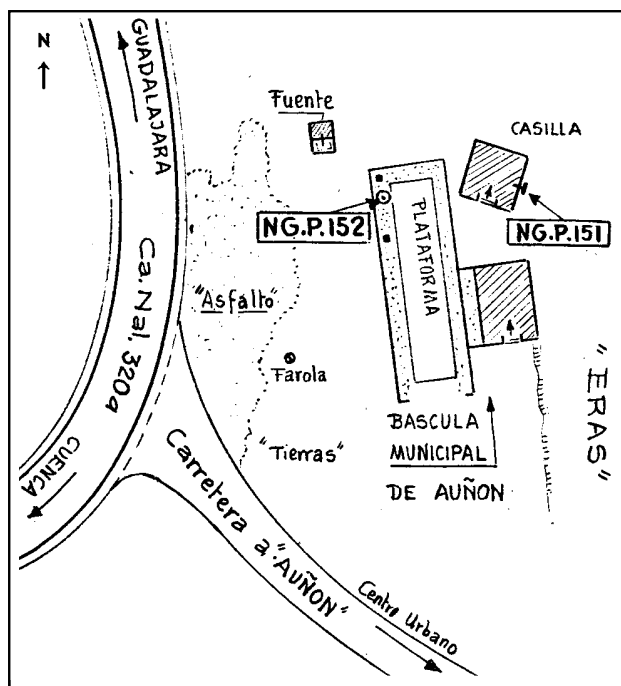 N
GUADALAJARA
Fuente
CASILLA
NG.P.152
NG.P.151
PLATAFORMA
"Asfalto"
Ca. Nal. 320a
Farola
"ERAS"
"Tierras"
BASCULA
MUNICIPAL
DE AUÑON
CUENCA
Carretera a "AUÑON"
Centro Urbano